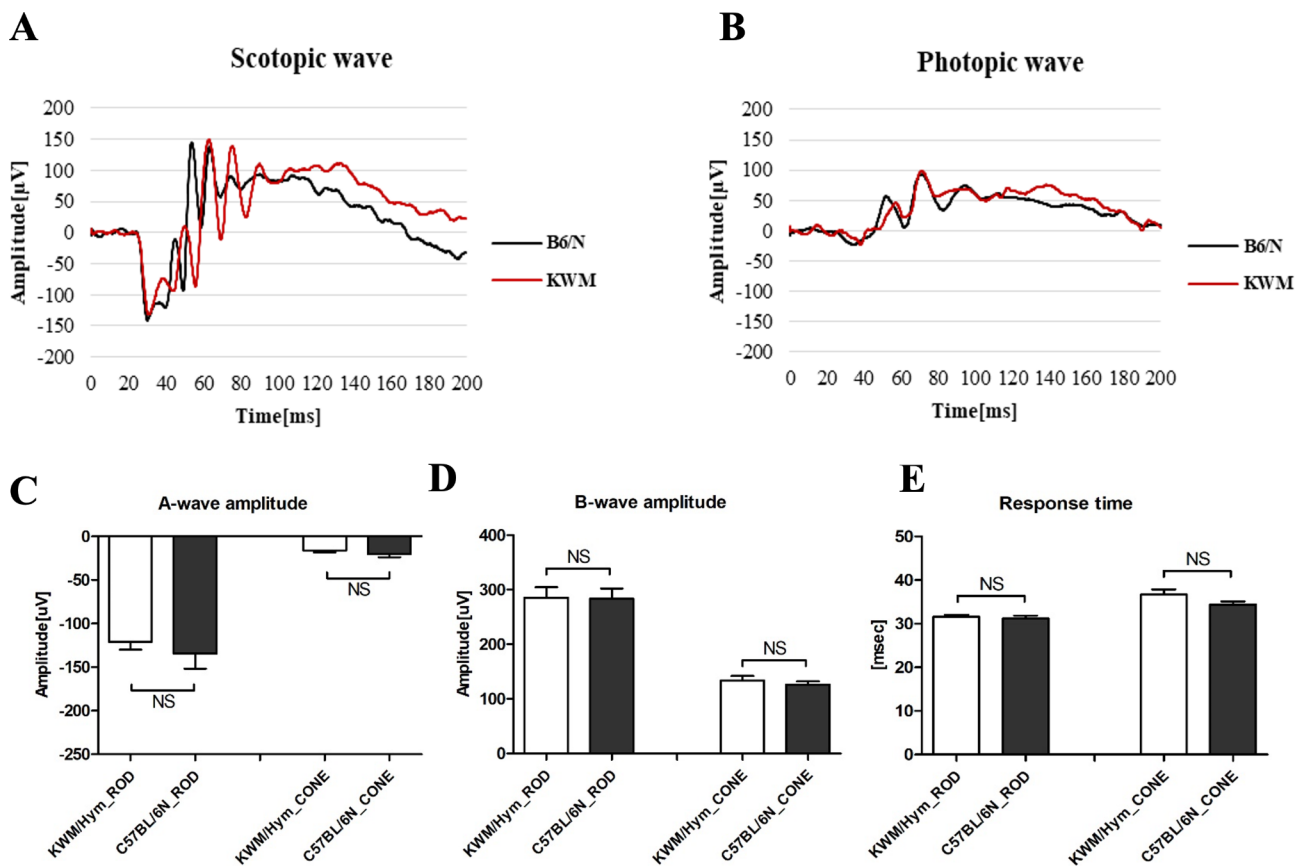 A
B
Scotopic wave
Photopic wave
200
150
100
50
0
-50
-100
-150
-200
Amplitude[µV]
0 20 40 60 80 100 120 140 160 180 200
Time[ms]
B6/N
KWM
200
150
100
50
0
-50
-100
-150
-200
Amplitude[µV]
0 20 40 60 80 100 120 140 160 180 200
Time[ms]
B6/N
KWM
C
A-wave amplitude
0
-50
-100
-150
-200
-250
Amplitude[uV]
NS
NS
KWM/Hym_ROD
C57BL/6N_ROD
KWM/Hym_CONE
C57BL/6N_CONE
D
B-wave amplitude
400
300
200
100
0
Amplitude[uV]
NS
NS
KWM/Hym_ROD
C57BL/6N_ROD
KWM/Hym_CONE
C57BL/6N_CONE
E
Response time
50
40
30
20
10
0
[msec]
NS
NS
KWM/Hym_ROD
C57BL/6N_ROD
KWM/Hym_CONE
C57BL/6N_CONE